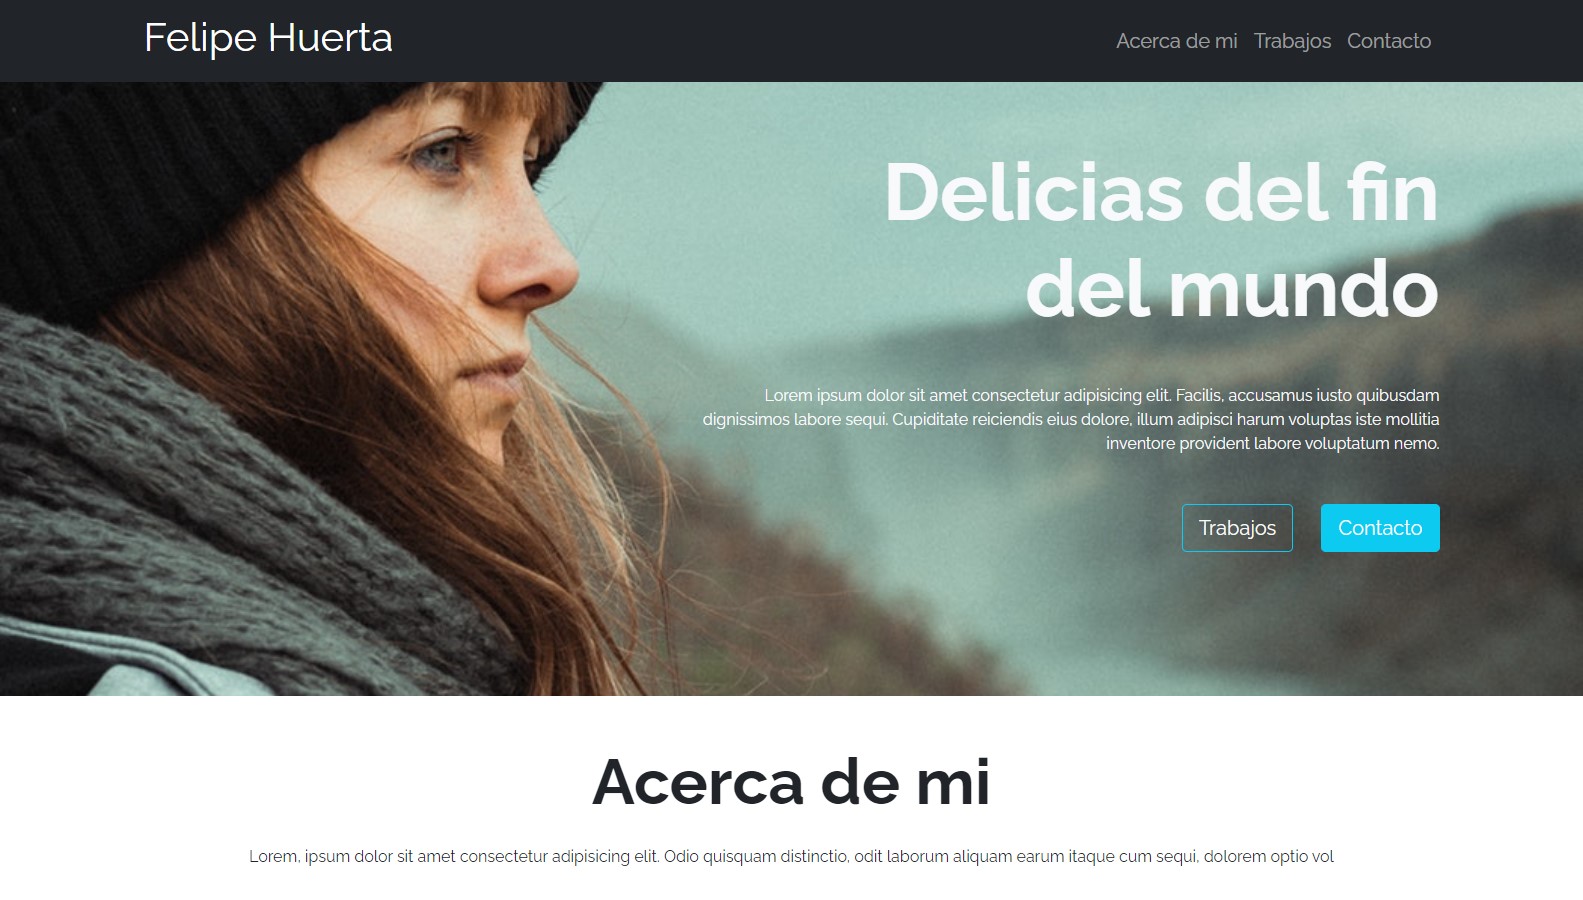 Felipe Huerta
Acerca de mi Trabajos Contacto
Delicias del fin
del mundo
Lorem ipsum dolor sit amet consectetur adipisicing elit. Facilis, accusamus iusto quibusdam
dignissimos labore sequi. Cupiditate reiciendis eius dolore, illum adipisci harum voluptas iste mollitia
inventore provident labore voluptatum nemo.
Trabajos Contacto
Acerca de mi
Lorem, ipsum dolor sit amet consectetur adipisicing elit. Odio quisquam distinctio, odit laborum aliquam earum itaque cum sequi, dolorem optio vol